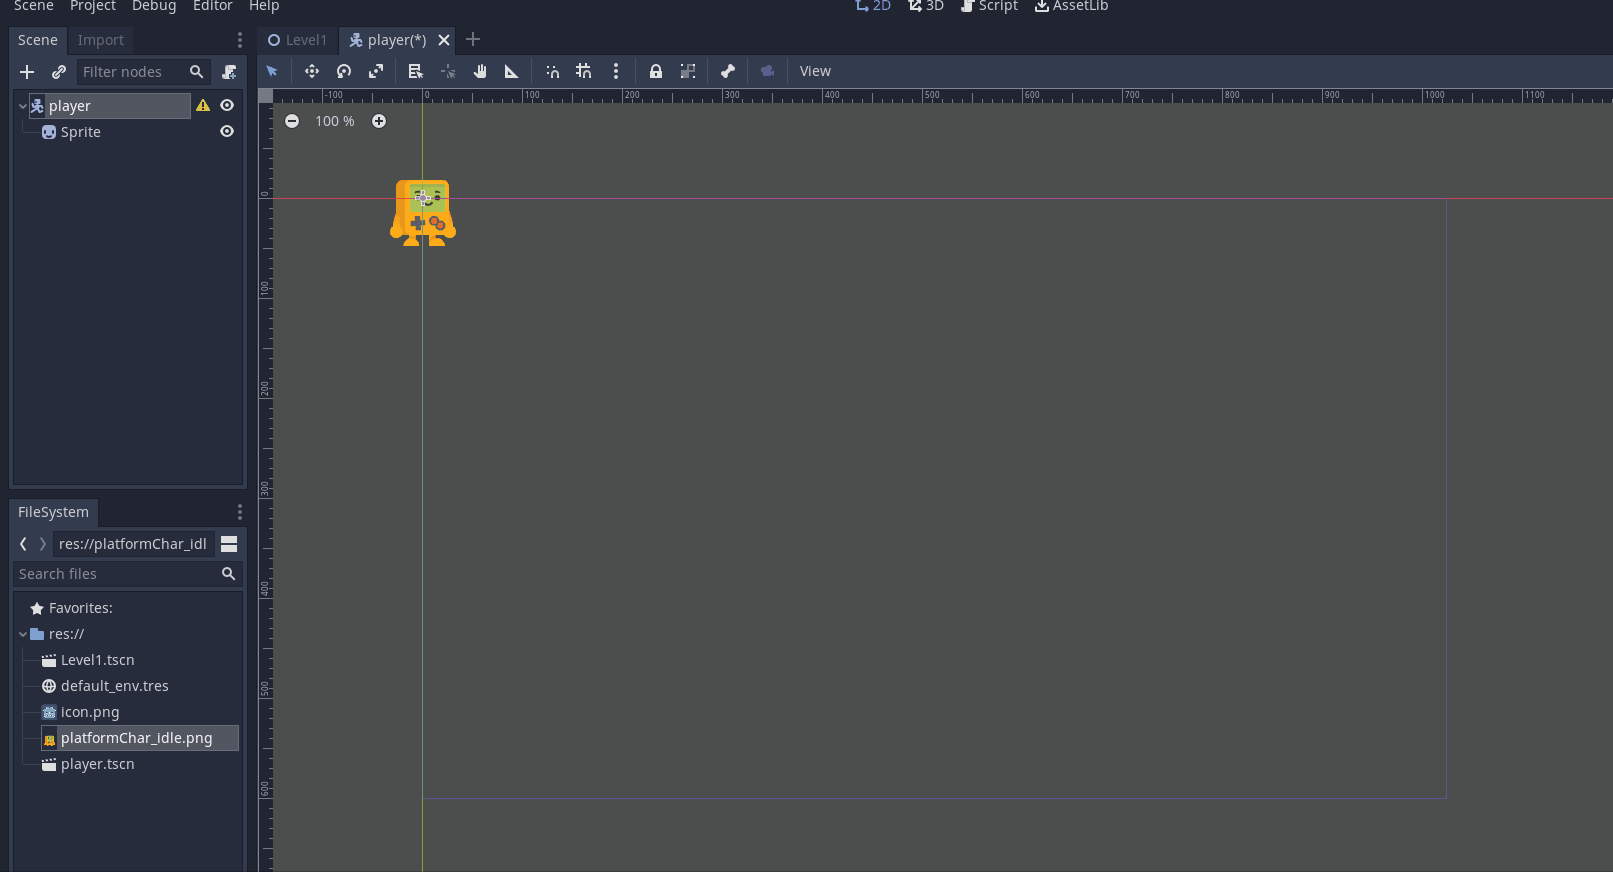 Scene Project Debug Editor Help 2D 3D Script AssetLib
Scene Import Level1 player(*)
Filter nodes View
-100 0 100 200 300 400 500 600 700 800 900 1000 1100
player
100 %
Sprite
0
100
200
300
400
500
600
FileSystem
res://platformChar_idl
Search files
Favorites:
res://
Level1.tscn
default_env.tres
icon.png
platformChar_idle.png
player.tscn